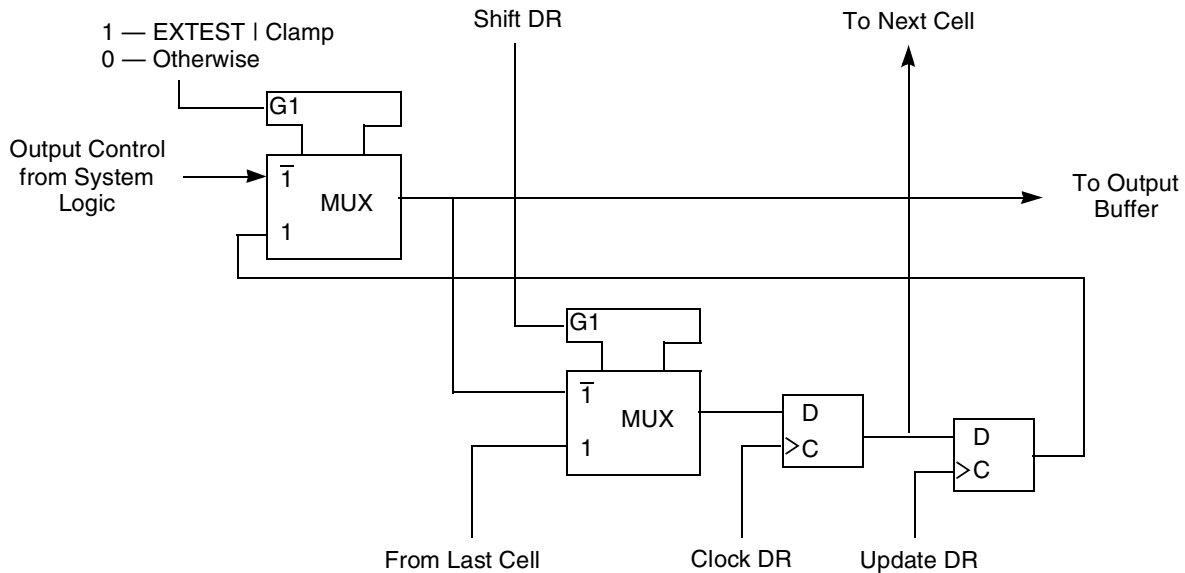 Shift DR
To Next Cell
1 — EXTEST | Clamp
0 — Otherwise
G1
Output Control
from System
Logic
1̅
MUX
1
To Output
Buffer
G1
1̅
MUX
1
D
C
D
C
From Last Cell
Clock DR
Update DR